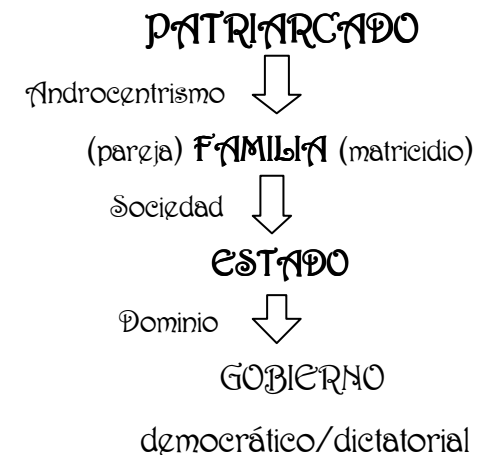 PATRIARCADO
Androcentrismo
(pareja) FAMILIA (matricidio)
Sociedad
ESTADO
Dominio
GOBIERNO
democrático/dictatorial